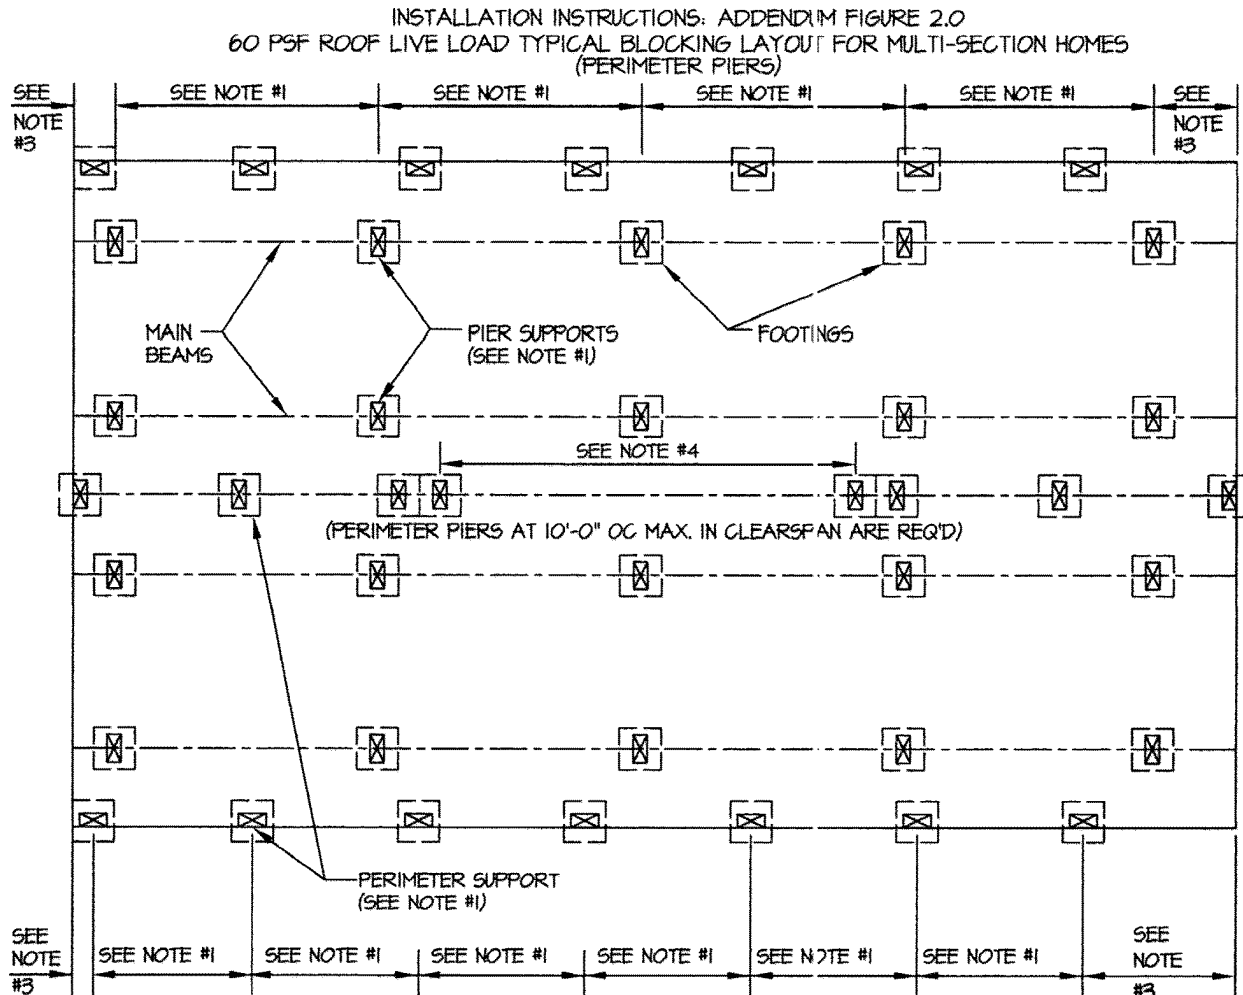 INSTALLATION INSTRUCTIONS: ADDENDUM FIGURE 2.0
60 PSF ROOF LIVE LOAD TYPICAL BLOCKING LAYOUT FOR MULTI-SECTION HOMES
(PERIMETER PIERS)
SEE
NOTE
#3
SEE NOTE #1
SEE NOTE #1
SEE NOTE #1
SEE NOTE #1
SEE
NOTE
#3
MAIN
BEAMS
PIER SUPPORTS
(SEE NOTE #1)
FOOTINGS
SEE NOTE #4
(PERIMETER PIERS AT 10'-0" OC MAX. IN CLEARSPAN ARE REQ'D)
PERIMETER SUPPORT
(SEE NOTE #1)
SEE
NOTE
#3
SEE NOTE #1
SEE NOTE #1
SEE NOTE #1
SEE NOTE #1
SEE NOTE #1
SEE NOTE #1
SEE
NOTE
#3